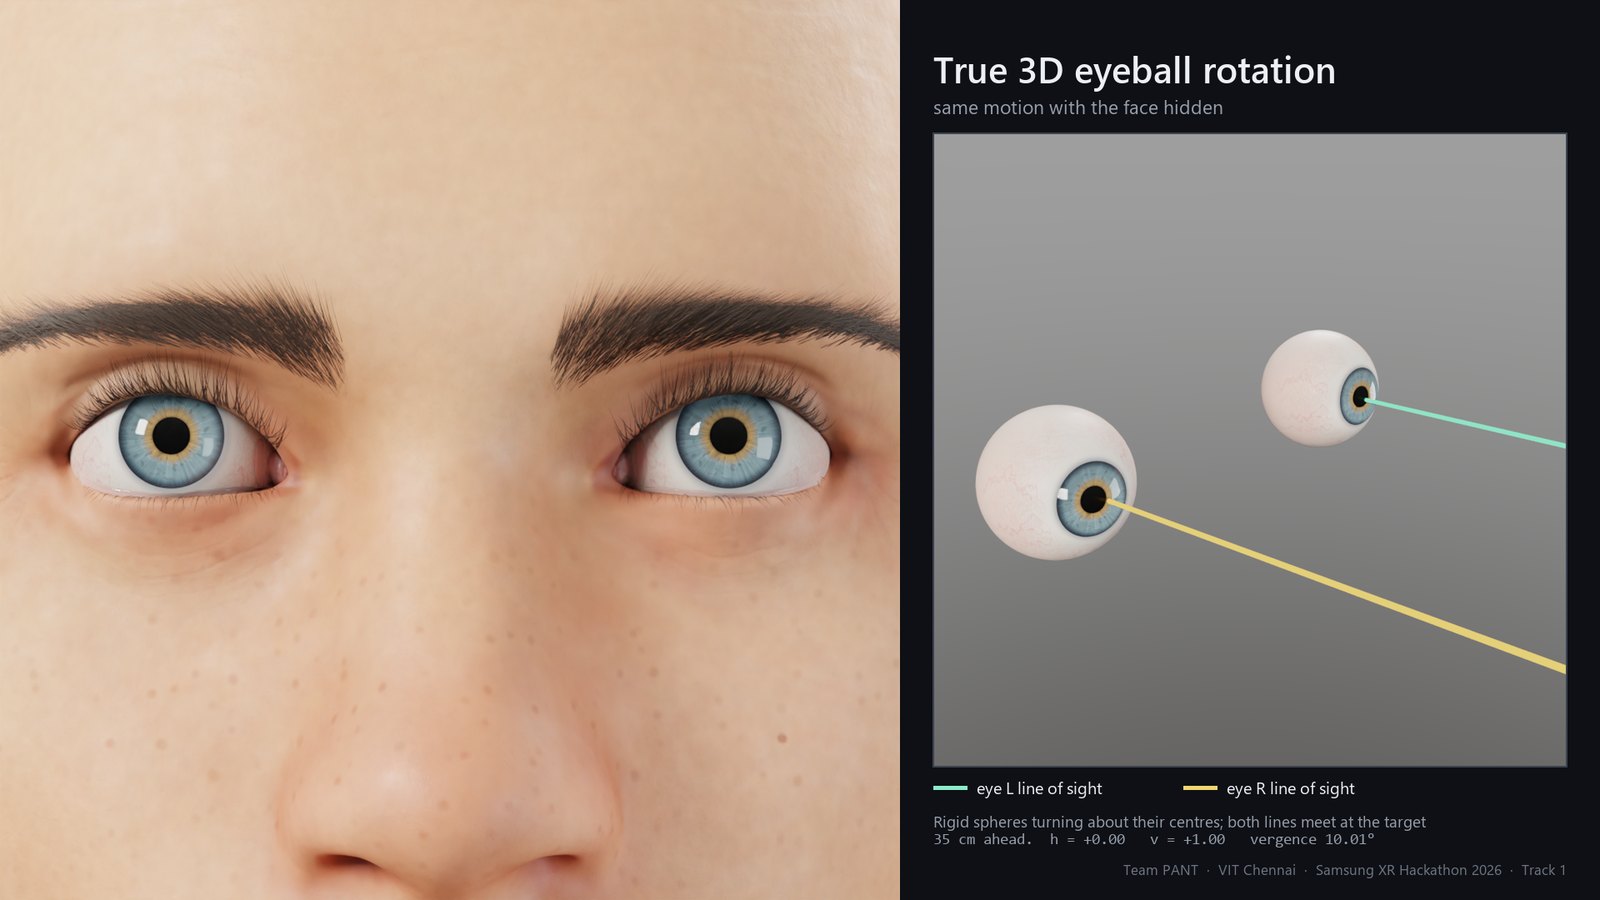 True 3D eyeball rotation
same motion with the face hidden
eye L line of sight
eye R line of sight
Rigid spheres turning about their centres; both lines meet at the target
35 cm ahead.  h = +0.00  v = +1.00  vergence 10.01°
Team PANT · VIT Chennai · Samsung XR Hackathon 2026 · Track 1